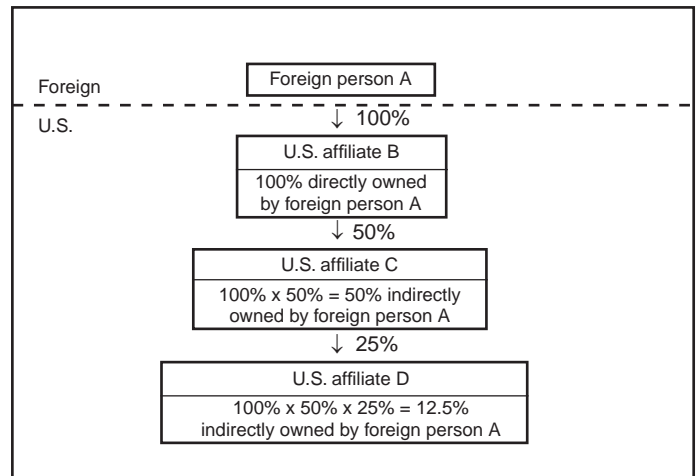 Foreign person A
Foreign
U.S.
↓ 100%
U.S. affiliate B
100% directly owned
by foreign person A
↓ 50%
U.S. affiliate C
100% x 50% = 50% indirectly
owned by foreign person A
↓ 25%
U.S. affiliate D
100% x 50% x 25% = 12.5%
indirectly owned by foreign person A